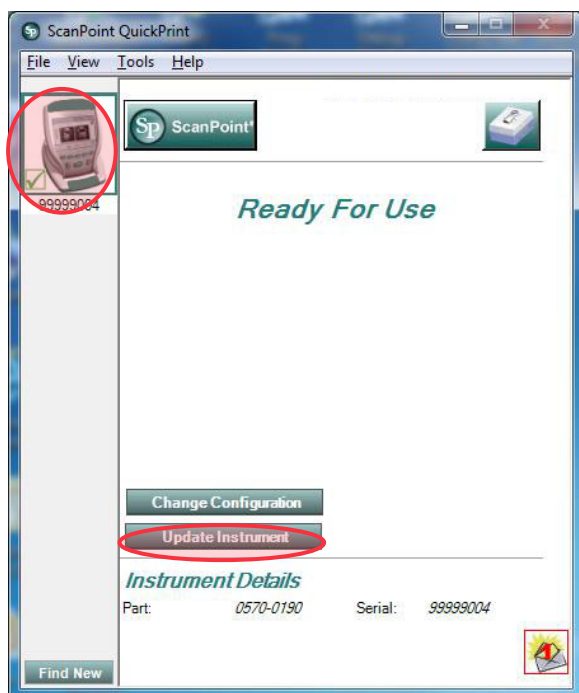 ScanPoint QuickPrint
File View Tools Help
Sp ScanPoint®
99999004
Ready For Use
Change Configuration
Update Instrument
Instrument Details
Part: 0570-0190 Serial: 99999004
Find New